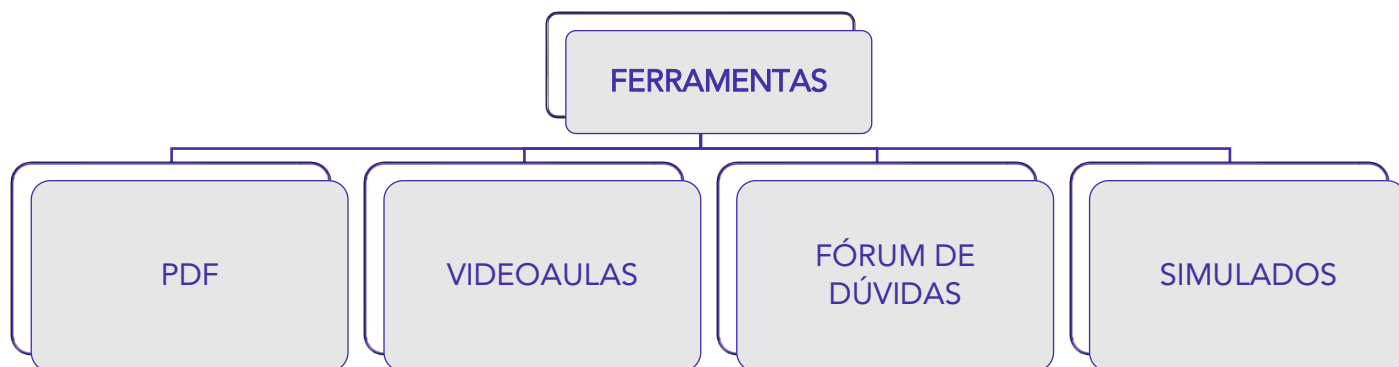 FERRAMENTAS
PDF
VIDEOAULAS
FÓRUM DE
DÚVIDAS
SIMULADOS